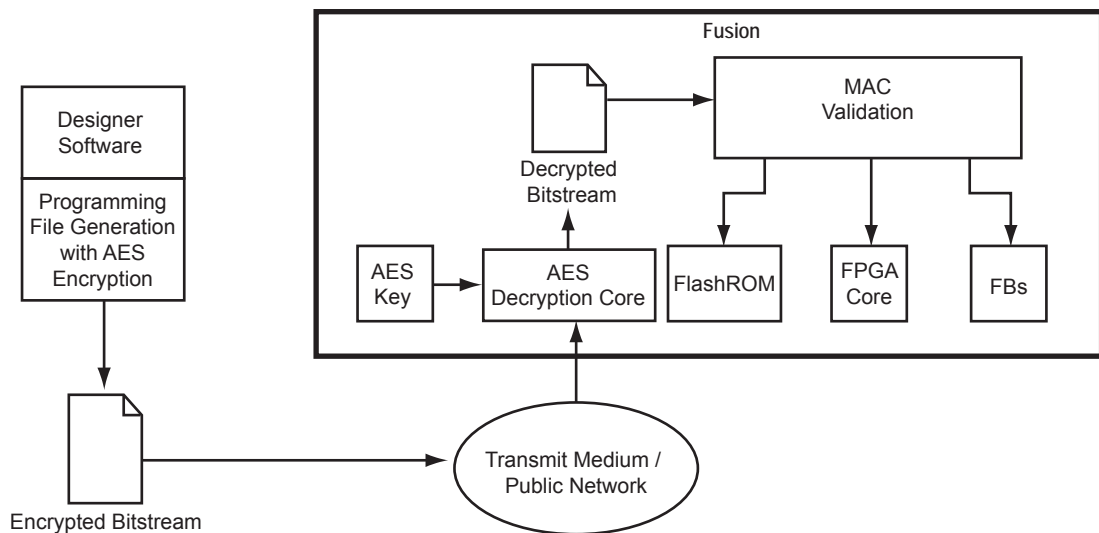 Fusion
Designer
Software
Programming
File Generation
with AES
Encryption
Encrypted Bitstream
Transmit Medium /
Public Network
AES
Key
AES
Decryption Core
Decrypted
Bitstream
MAC
Validation
FlashROM
FPGA
Core
FBs